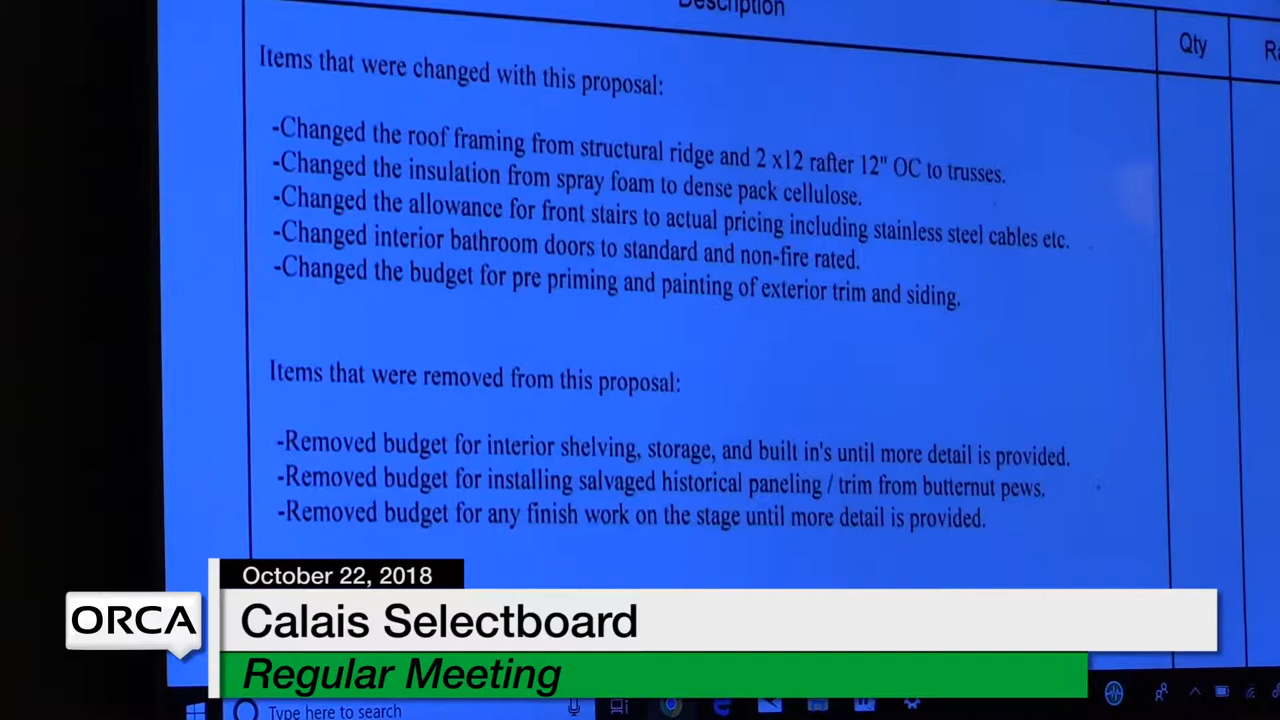 Description
Qty
Items that were changed with this proposal:
-Changed the roof framing from structural ridge and 2 x12 rafter 12" OC to trusses.
-Changed the insulation from spray foam to dense pack cellulose.
-Changed the allowance for front stairs to actual pricing including stainless steel cables etc.
-Changed interior bathroom doors to standard and non-fire rated.
-Changed the budget for pre priming and painting of exterior trim and siding.
Items that were removed from this proposal:
-Removed budget for interior shelving, storage, and built in's until more detail is provided.
-Removed budget for installing salvaged historical paneling / trim from butternut pews.
-Removed budget for any finish work on the stage until more detail is provided.
October 22, 2018
ORCA
Calais Selectboard
Regular Meeting
Type here to search